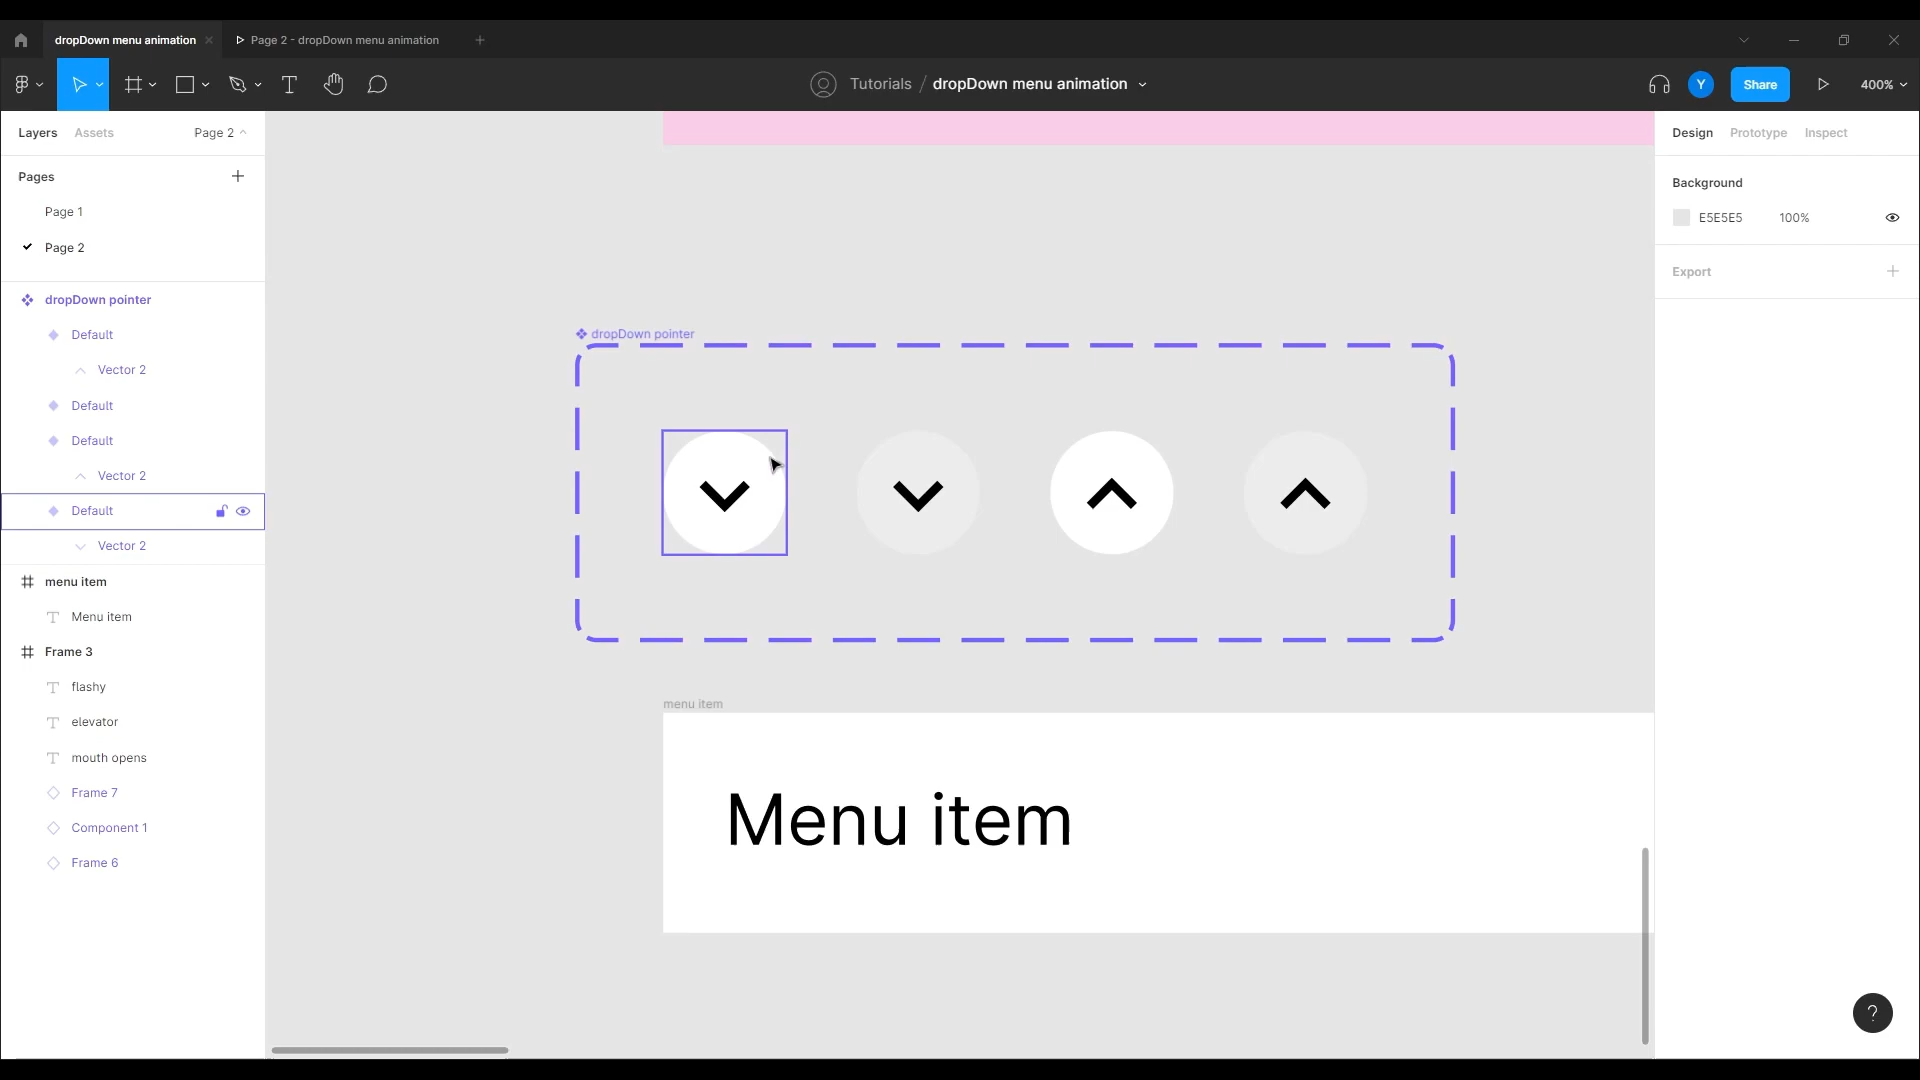 dropDown menu animation
Page 2 - dropDown menu animation
Tutorials / dropDown menu animation
Y
Share
400%
Layers
Assets
Page 2
Pages
Page 1
Page 2
dropDown pointer
Default
Vector 2
Default
Default
Vector 2
Default
Vector 2
menu item
Menu item
Frame 3
flashy
elevator
mouth opens
Frame 7
Component 1
Frame 6
dropDown pointer
menu item
Menu item
Design
Prototype
Inspect
Background
E5E5E5
100%
Export
?